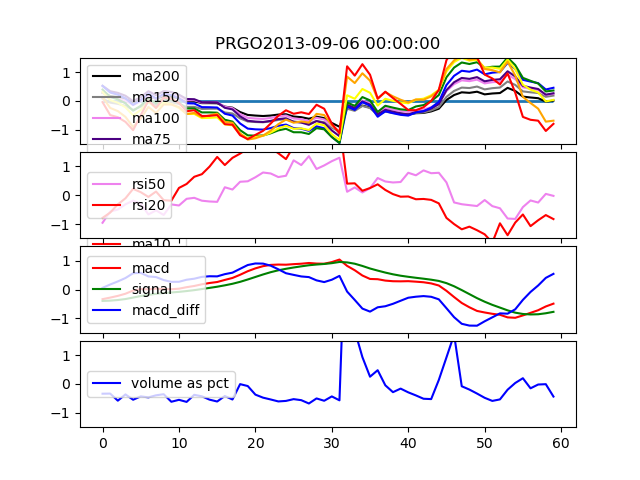 PRGO2013-09-06 00:00:00
1
0
−1
ma200
ma150
ma100
ma75
1
0
−1
rsi50
rsi20
ma10
1
0
−1
macd
signal
macd_diff
1
0
−1
volume as pct
0 10 20 30 40 50 60